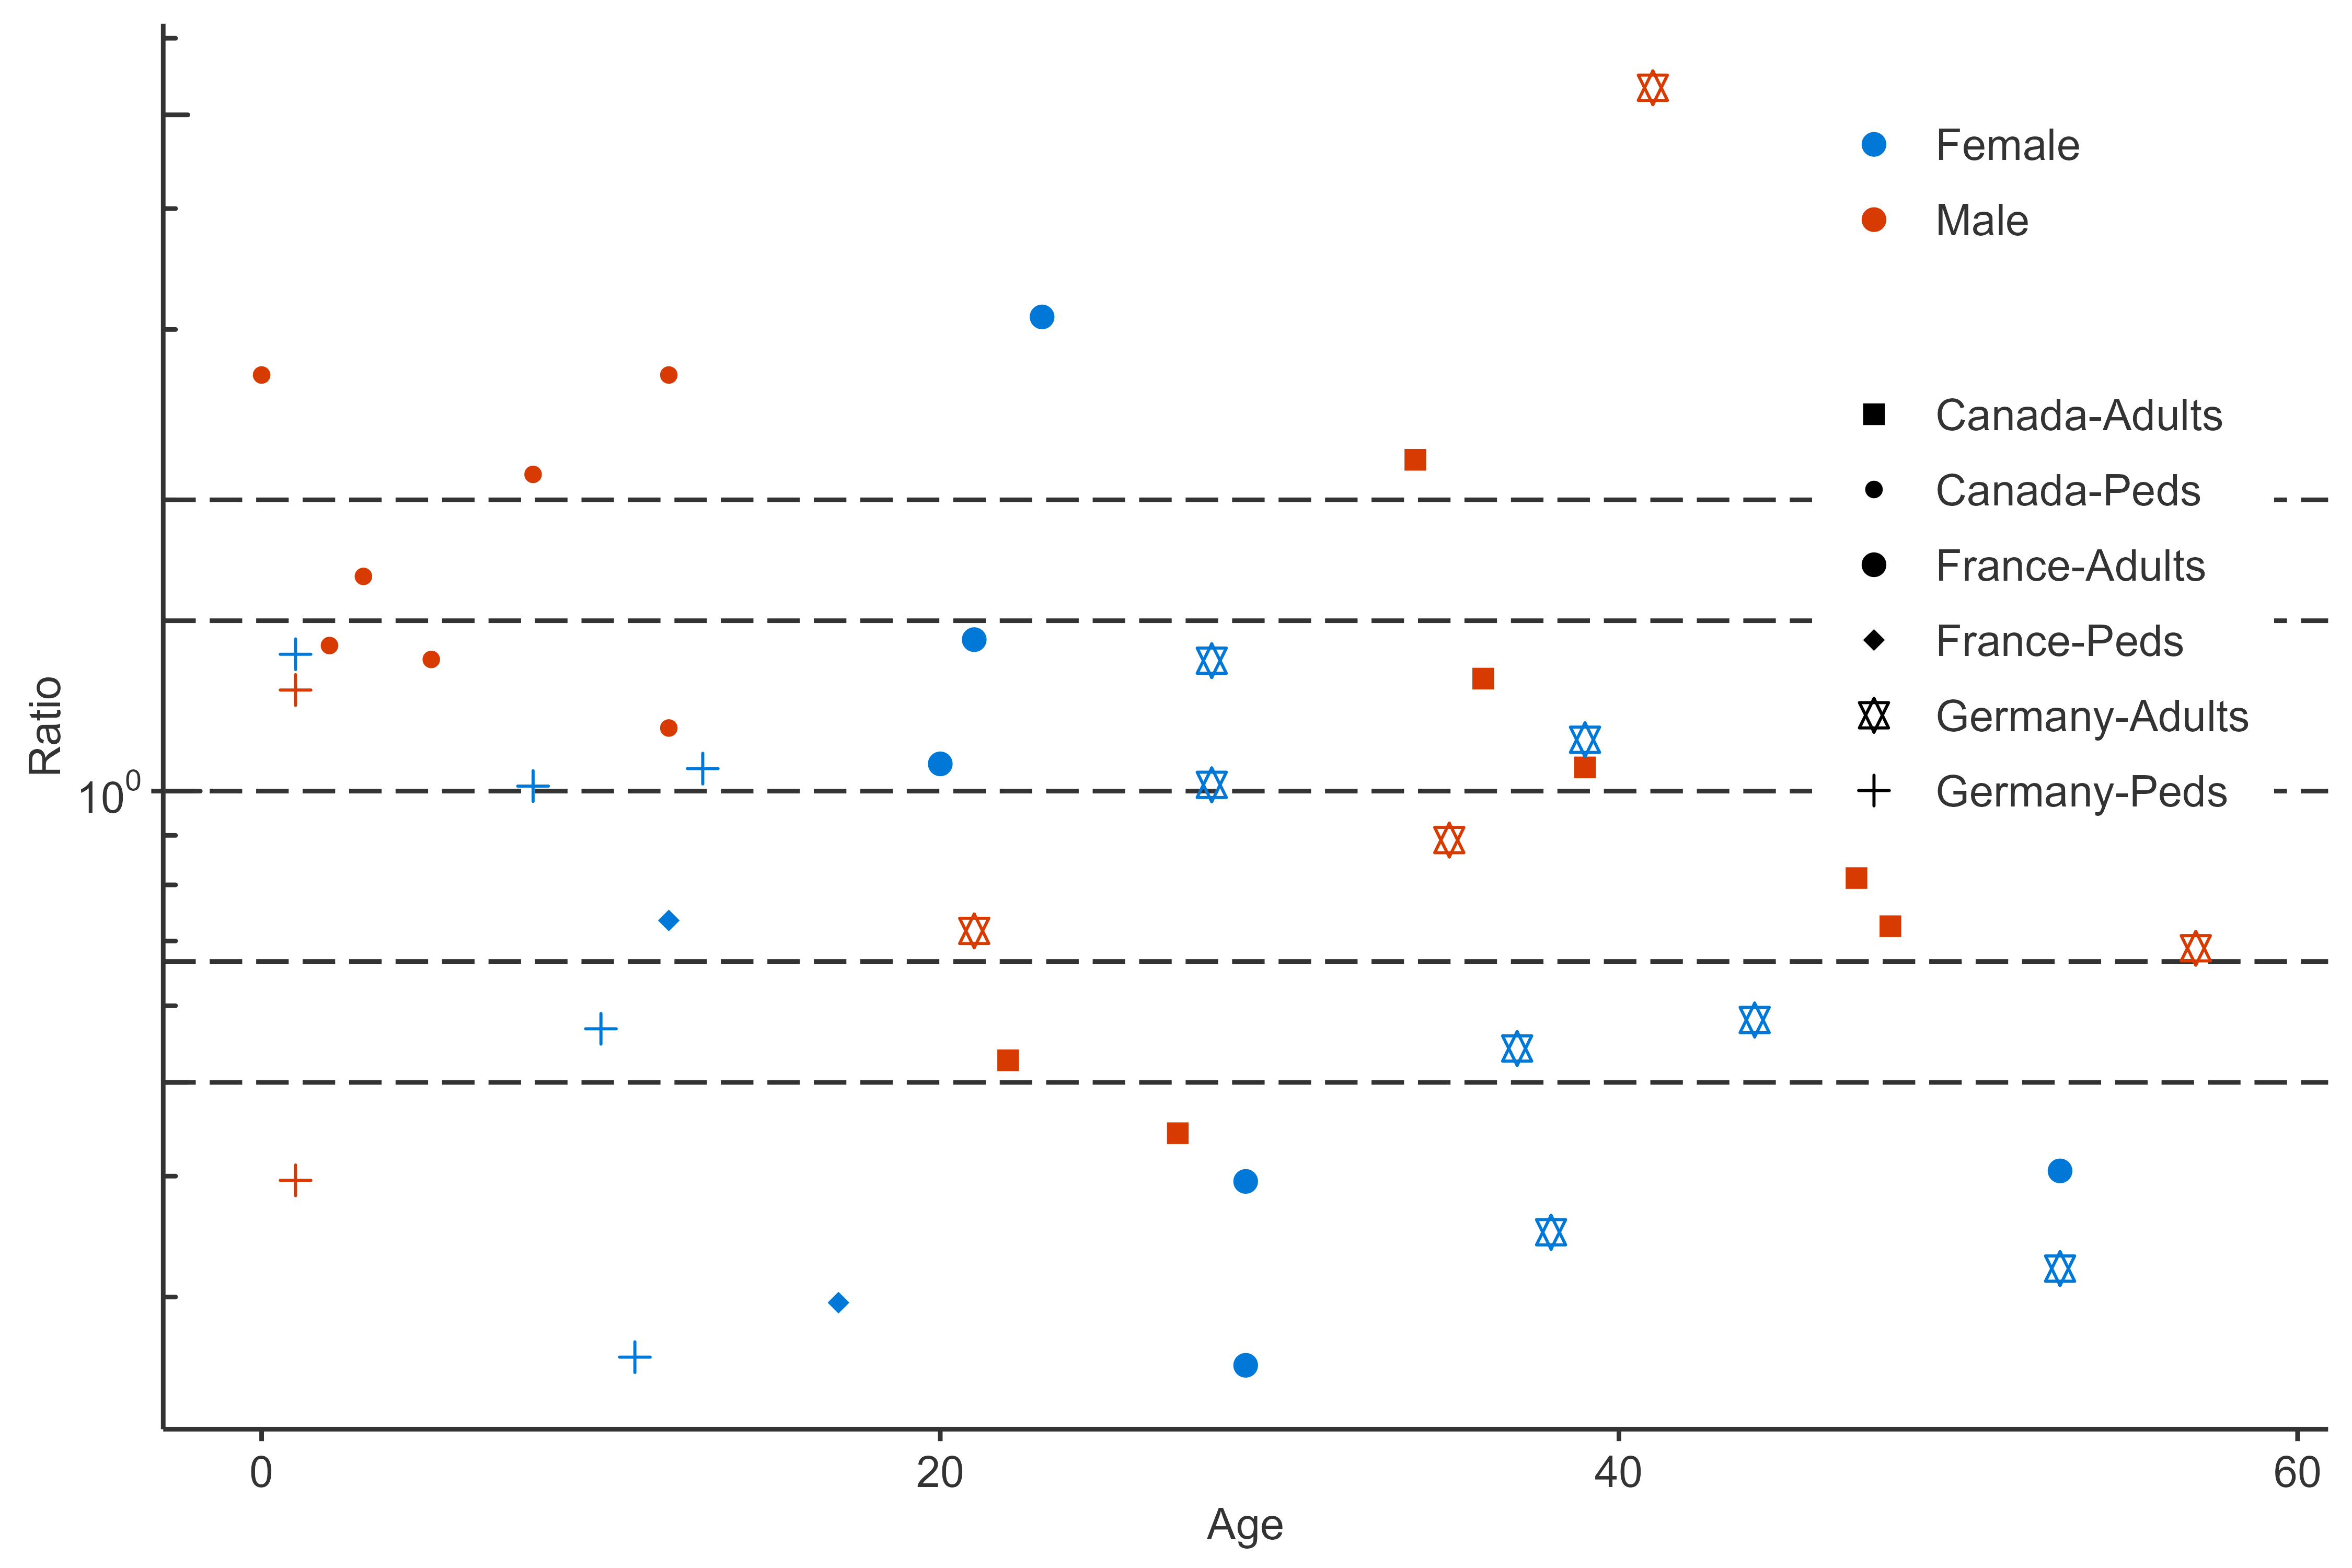 Female
Male
Canada-Adults
Canada-Peds
France-Adults
France-Peds
Germany-Adults
Germany-Peds
Ratio
10⁰
0
20
40
60
Age